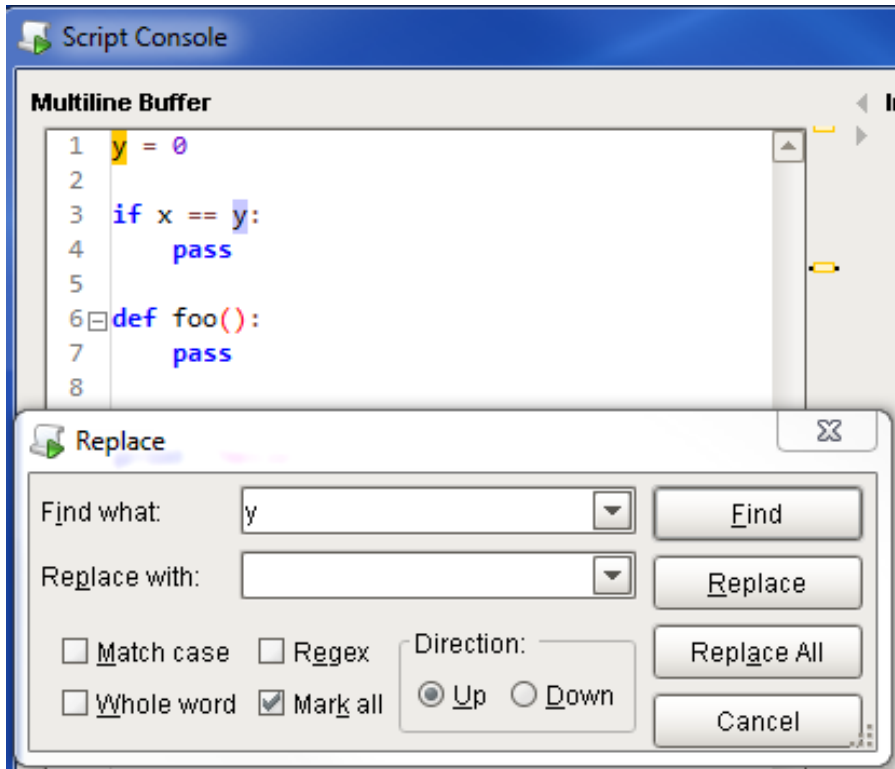 Script Console
Multiline Buffer
1 y = 0
2
3 if x == y:
4     pass
5
6 def foo():
7     pass
8
Replace
Find what: y
Find
Replace with:
Replace
Match case
Regex
Direction:
Replace All
Whole word
Mark all
Up
Down
Cancel